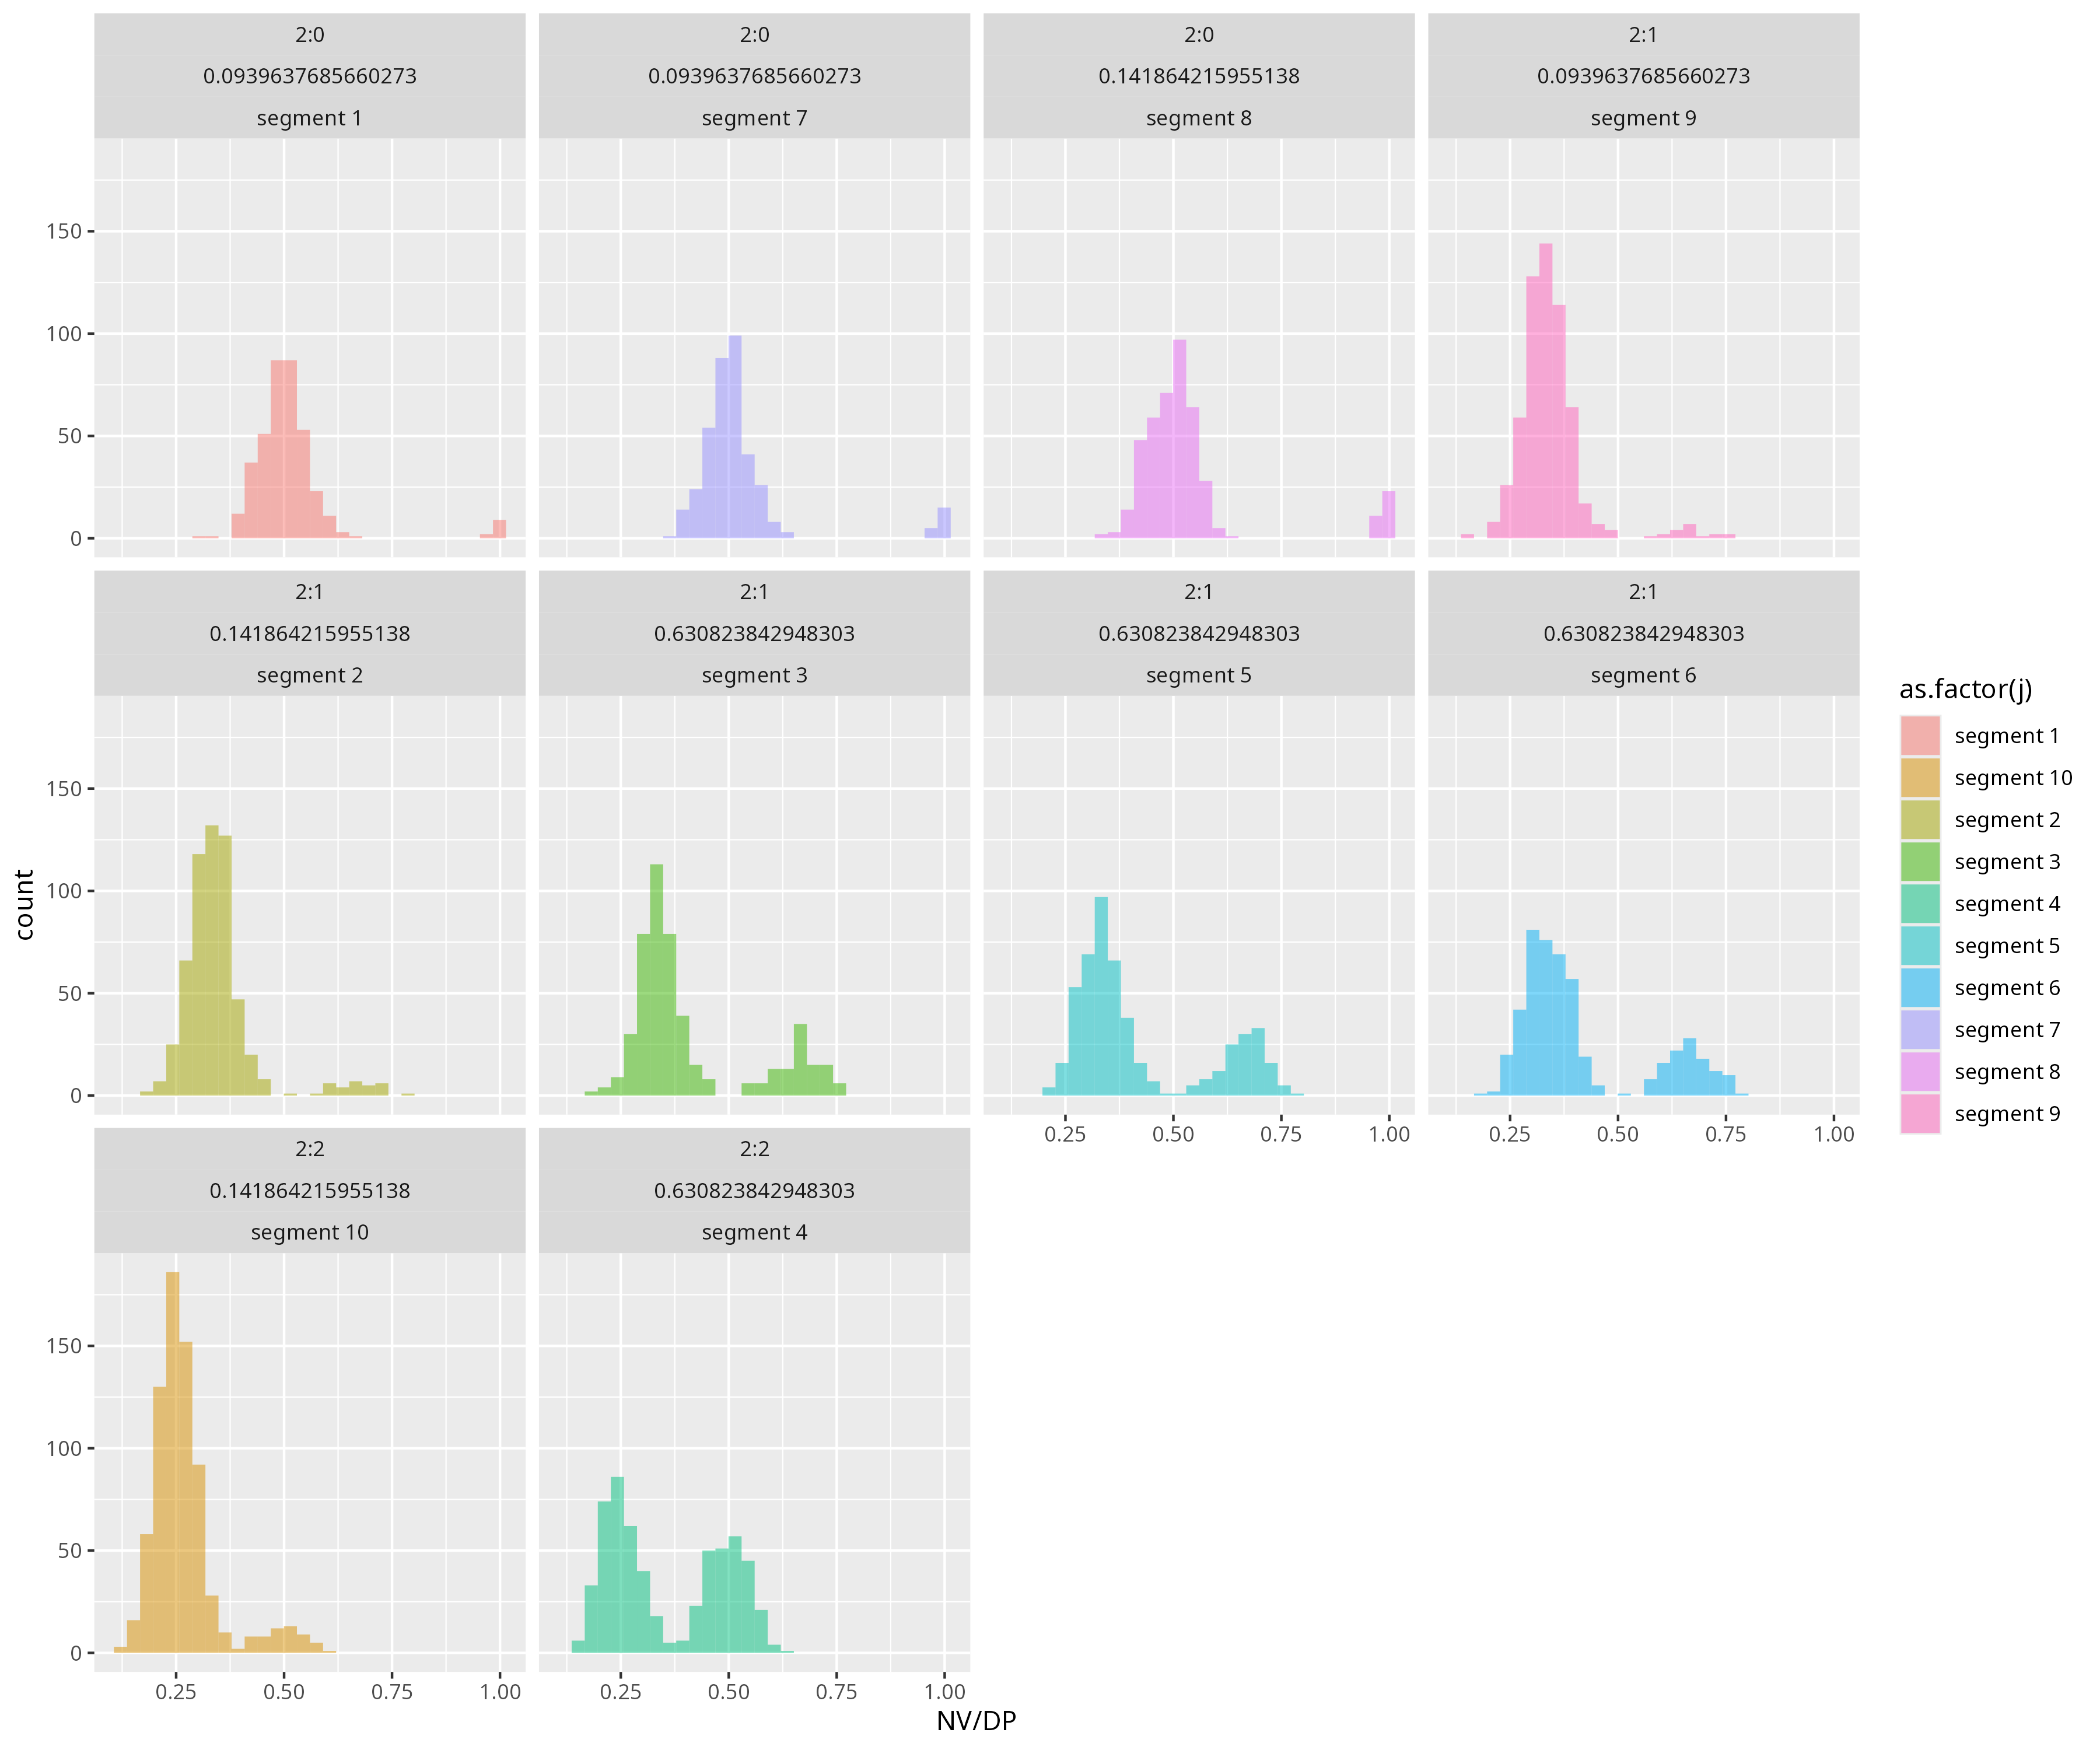 2:0
0.0939637685660273
segment 1
2:0
0.0939637685660273
segment 7
2:0
0.141864215955138
segment 8
2:1
0.0939637685660273
segment 9
150
100
50
0
2:1
0.141864215955138
segment 2
2:1
0.630823842948303
segment 3
2:1
0.630823842948303
segment 5
2:1
0.630823842948303
segment 6
150
100
50
0
0.25 0.50 0.75 1.00
0.25 0.50 0.75 1.00
2:2
0.141864215955138
segment 10
2:2
0.630823842948303
segment 4
150
100
50
0
0.25 0.50 0.75 1.00
0.25 0.50 0.75 1.00
NV/DP
count
as.factor(j)
segment 1
segment 10
segment 2
segment 3
segment 4
segment 5
segment 6
segment 7
segment 8
segment 9